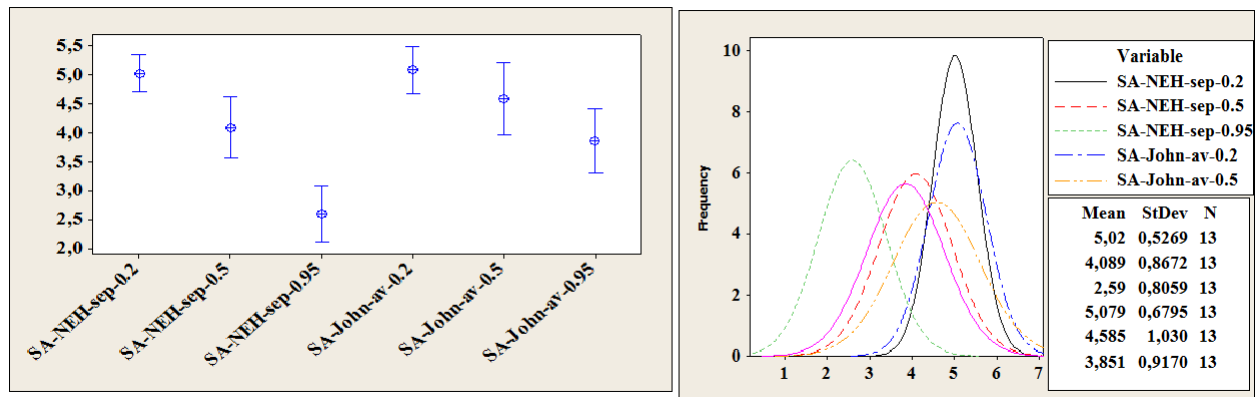 5,5
5,0
4,5
4,0
3,5
3,0
2,5
2,0
SA-NEH-sep-0.2
SA-NEH-sep-0.5
SA-NEH-sep-0.95
SA-John-av-0.2
SA-John-av-0.5
SA-John-av-0.95
Frequency
10
8
6
4
2
0
1 2 3 4 5 6 7
Variable
SA-NEH-sep-0.2
SA-NEH-sep-0.5
SA-NEH-sep-0.95
SA-John-av-0.2
SA-John-av-0.5
Mean StDev N
5,02 0,5269 13
4,089 0,8672 13
2,59 0,8059 13
5,079 0,6795 13
4,585 1,030 13
3,851 0,9170 13